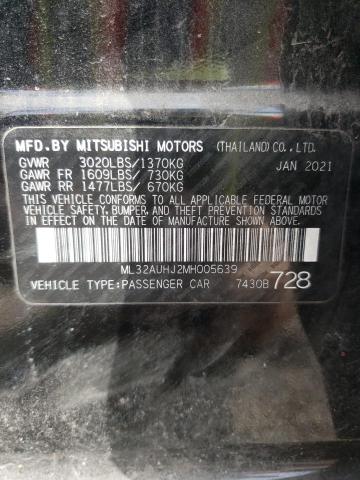 MFD.BY MITSUBISHI MOTORS (THAILAND) CO., LTD.
GVWR 3020LBS/1370KG JAN 2021
GAWR FR 1609LBS/ 730KG
GAWR RR 1477LBS/ 670KG
THIS VEHICLE CONFORMS TO ALL APPLICABLE FEDERAL MOTOR
VEHICLE SAFETY, BUMPER, AND THEFT PREVENTION STANDARDS
IN EFFECT ON THE DATE OF MANUFACTURE SHOWN ABOVE.
ML32AUHJ2MH005639
VEHICLE TYPE:PASSENGER CAR 7430B 728